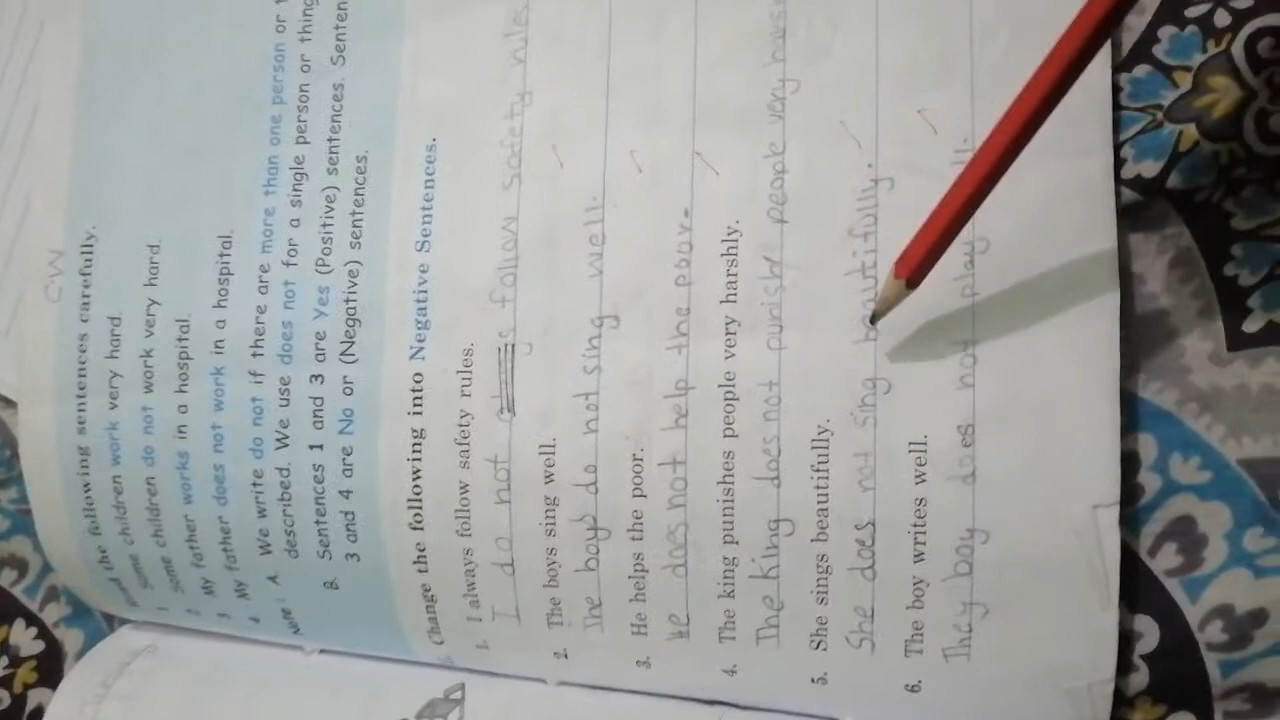 CW
Read the following sentences carefully.
1 Some children work very hard.
2 Some children do not work very hard.
3 My father works in a hospital.
4 My father does not work in a hospital.
Note : A. We write do not if there are more than one person or
described. We use does not for a single person or thing
B. Sentences 1 and 3 are Yes (Positive) sentences.
3 and 4 are No or (Negative) sentences.
Change the following into Negative Sentences.
1. I always follow safety rules.
I do not follow safety rules
2. The boys sing well.
The boys do not sing well.
3. He helps the poor.
He does not help the poor.
4. The king punishes people very harshly.
The king does not punish people very
5. She sings beautifully.
She does not sing beautifully.
6. The boy writes well.
They boy does not play